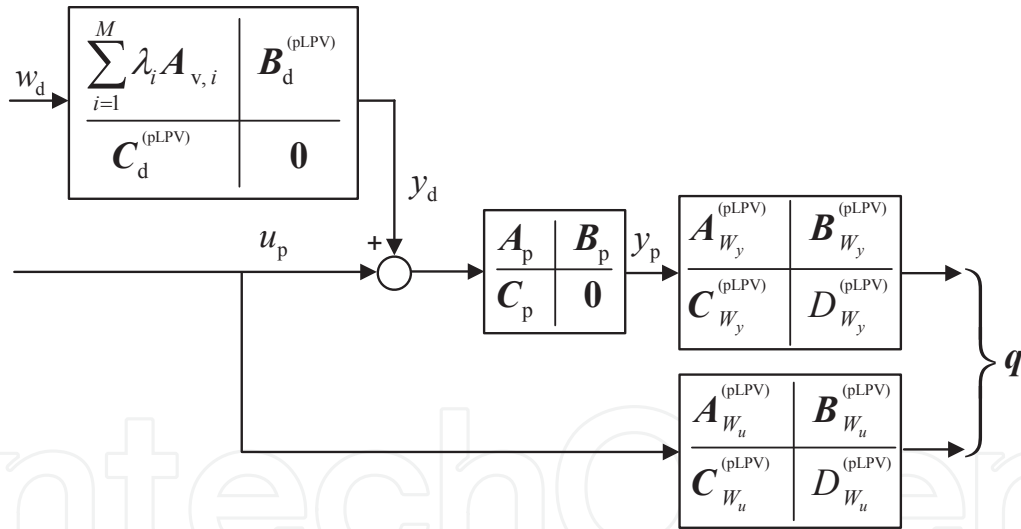 w_d
\sum_{i=1}^{M} λ_i A_{v,i} B_d^{(pLPV)}
C_d^{(pLPV)} 0
y_d
u_p
+
A_p B_p
C_p 0
y_p
A_{W_y}^{(pLPV)} B_{W_y}^{(pLPV)}
C_{W_y}^{(pLPV)} D_{W_y}^{(pLPV)}
q
A_{W_u}^{(pLPV)} B_{W_u}^{(pLPV)}
C_{W_u}^{(pLPV)} D_{W_u}^{(pLPV)}